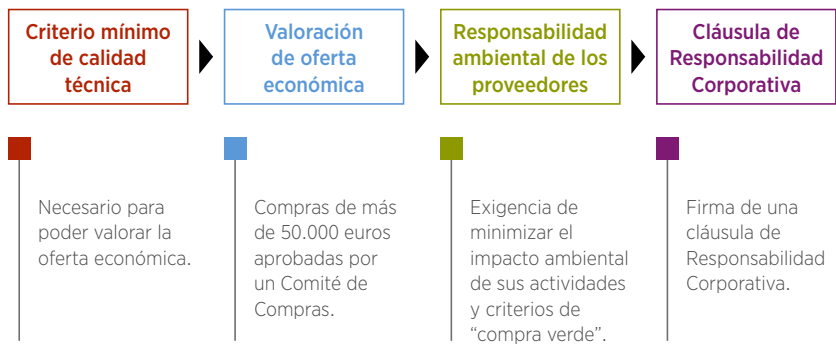 Criterio mínimo
de calidad
técnica
Valoración
de oferta
económica
Responsabilidad
ambiental de los
proveedores
Cláusula de
Responsabilidad
Corporativa
Necesario para
poder valorar la
oferta económica.
Compras de más
de 50.000 euros
aprobadas por
un Comité de
Compras.
Exigencia de
minimizar el
impacto ambiental
de sus actividades
y criterios de
“compra verde”.
Firma de una
cláusula de
Responsabilidad
Corporativa.